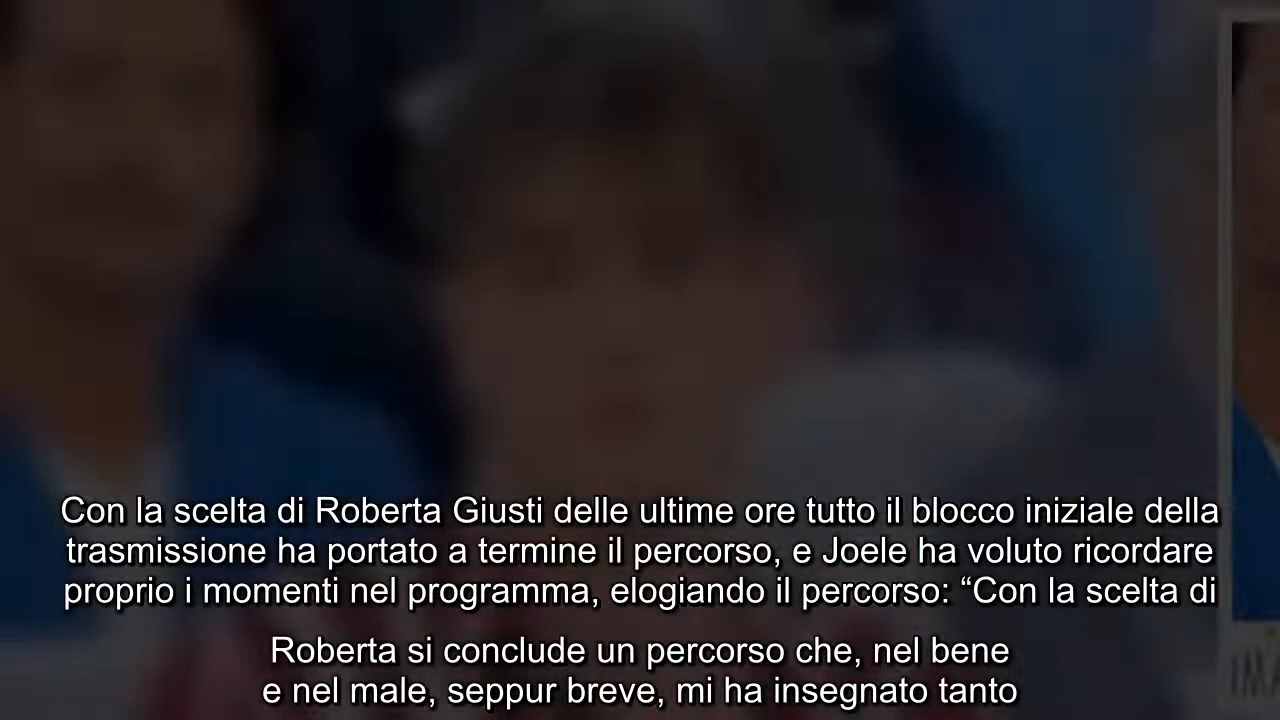 Con la scelta di Roberta Giusti delle ultime ore tutto il blocco iniziale della
trasmissione ha portato a termine il percorso, e Joele ha voluto ricordare
proprio i momenti nel programma, elogiando il percorso: “Con la scelta di
Roberta si conclude un percorso che, nel bene
e nel male, seppur breve, mi ha insegnato tanto